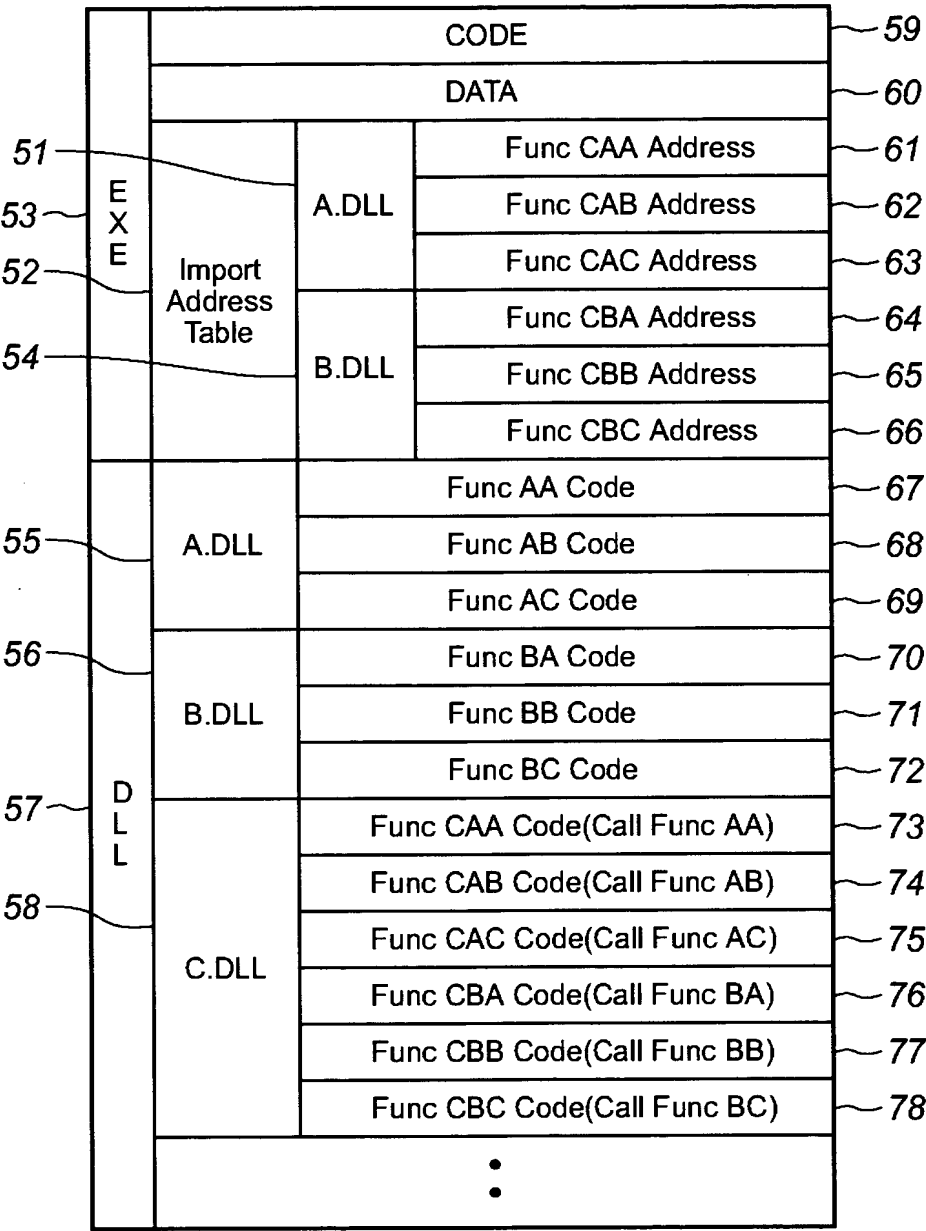 CODE 59
DATA 60
51 Func CAA Address 61
53 EXE A.DLL Func CAB Address 62
52 Import Address Table Func CAC Address 63
Func CBA Address 64
54 B.DLL Func CBB Address 65
Func CBC Address 66
Func AA Code 67
55 A.DLL Func AB Code 68
Func AC Code 69
56 Func BA Code 70
B.DLL Func BB Code 71
Func BC Code 72
57 DLL Func CAA Code(Call Func AA) 73
58 Func CAB Code(Call Func AB) 74
C.DLL Func CAC Code(Call Func AC) 75
Func CBA Code(Call Func BA) 76
Func CBB Code(Call Func BB) 77
Func CBC Code(Call Func BC) 78